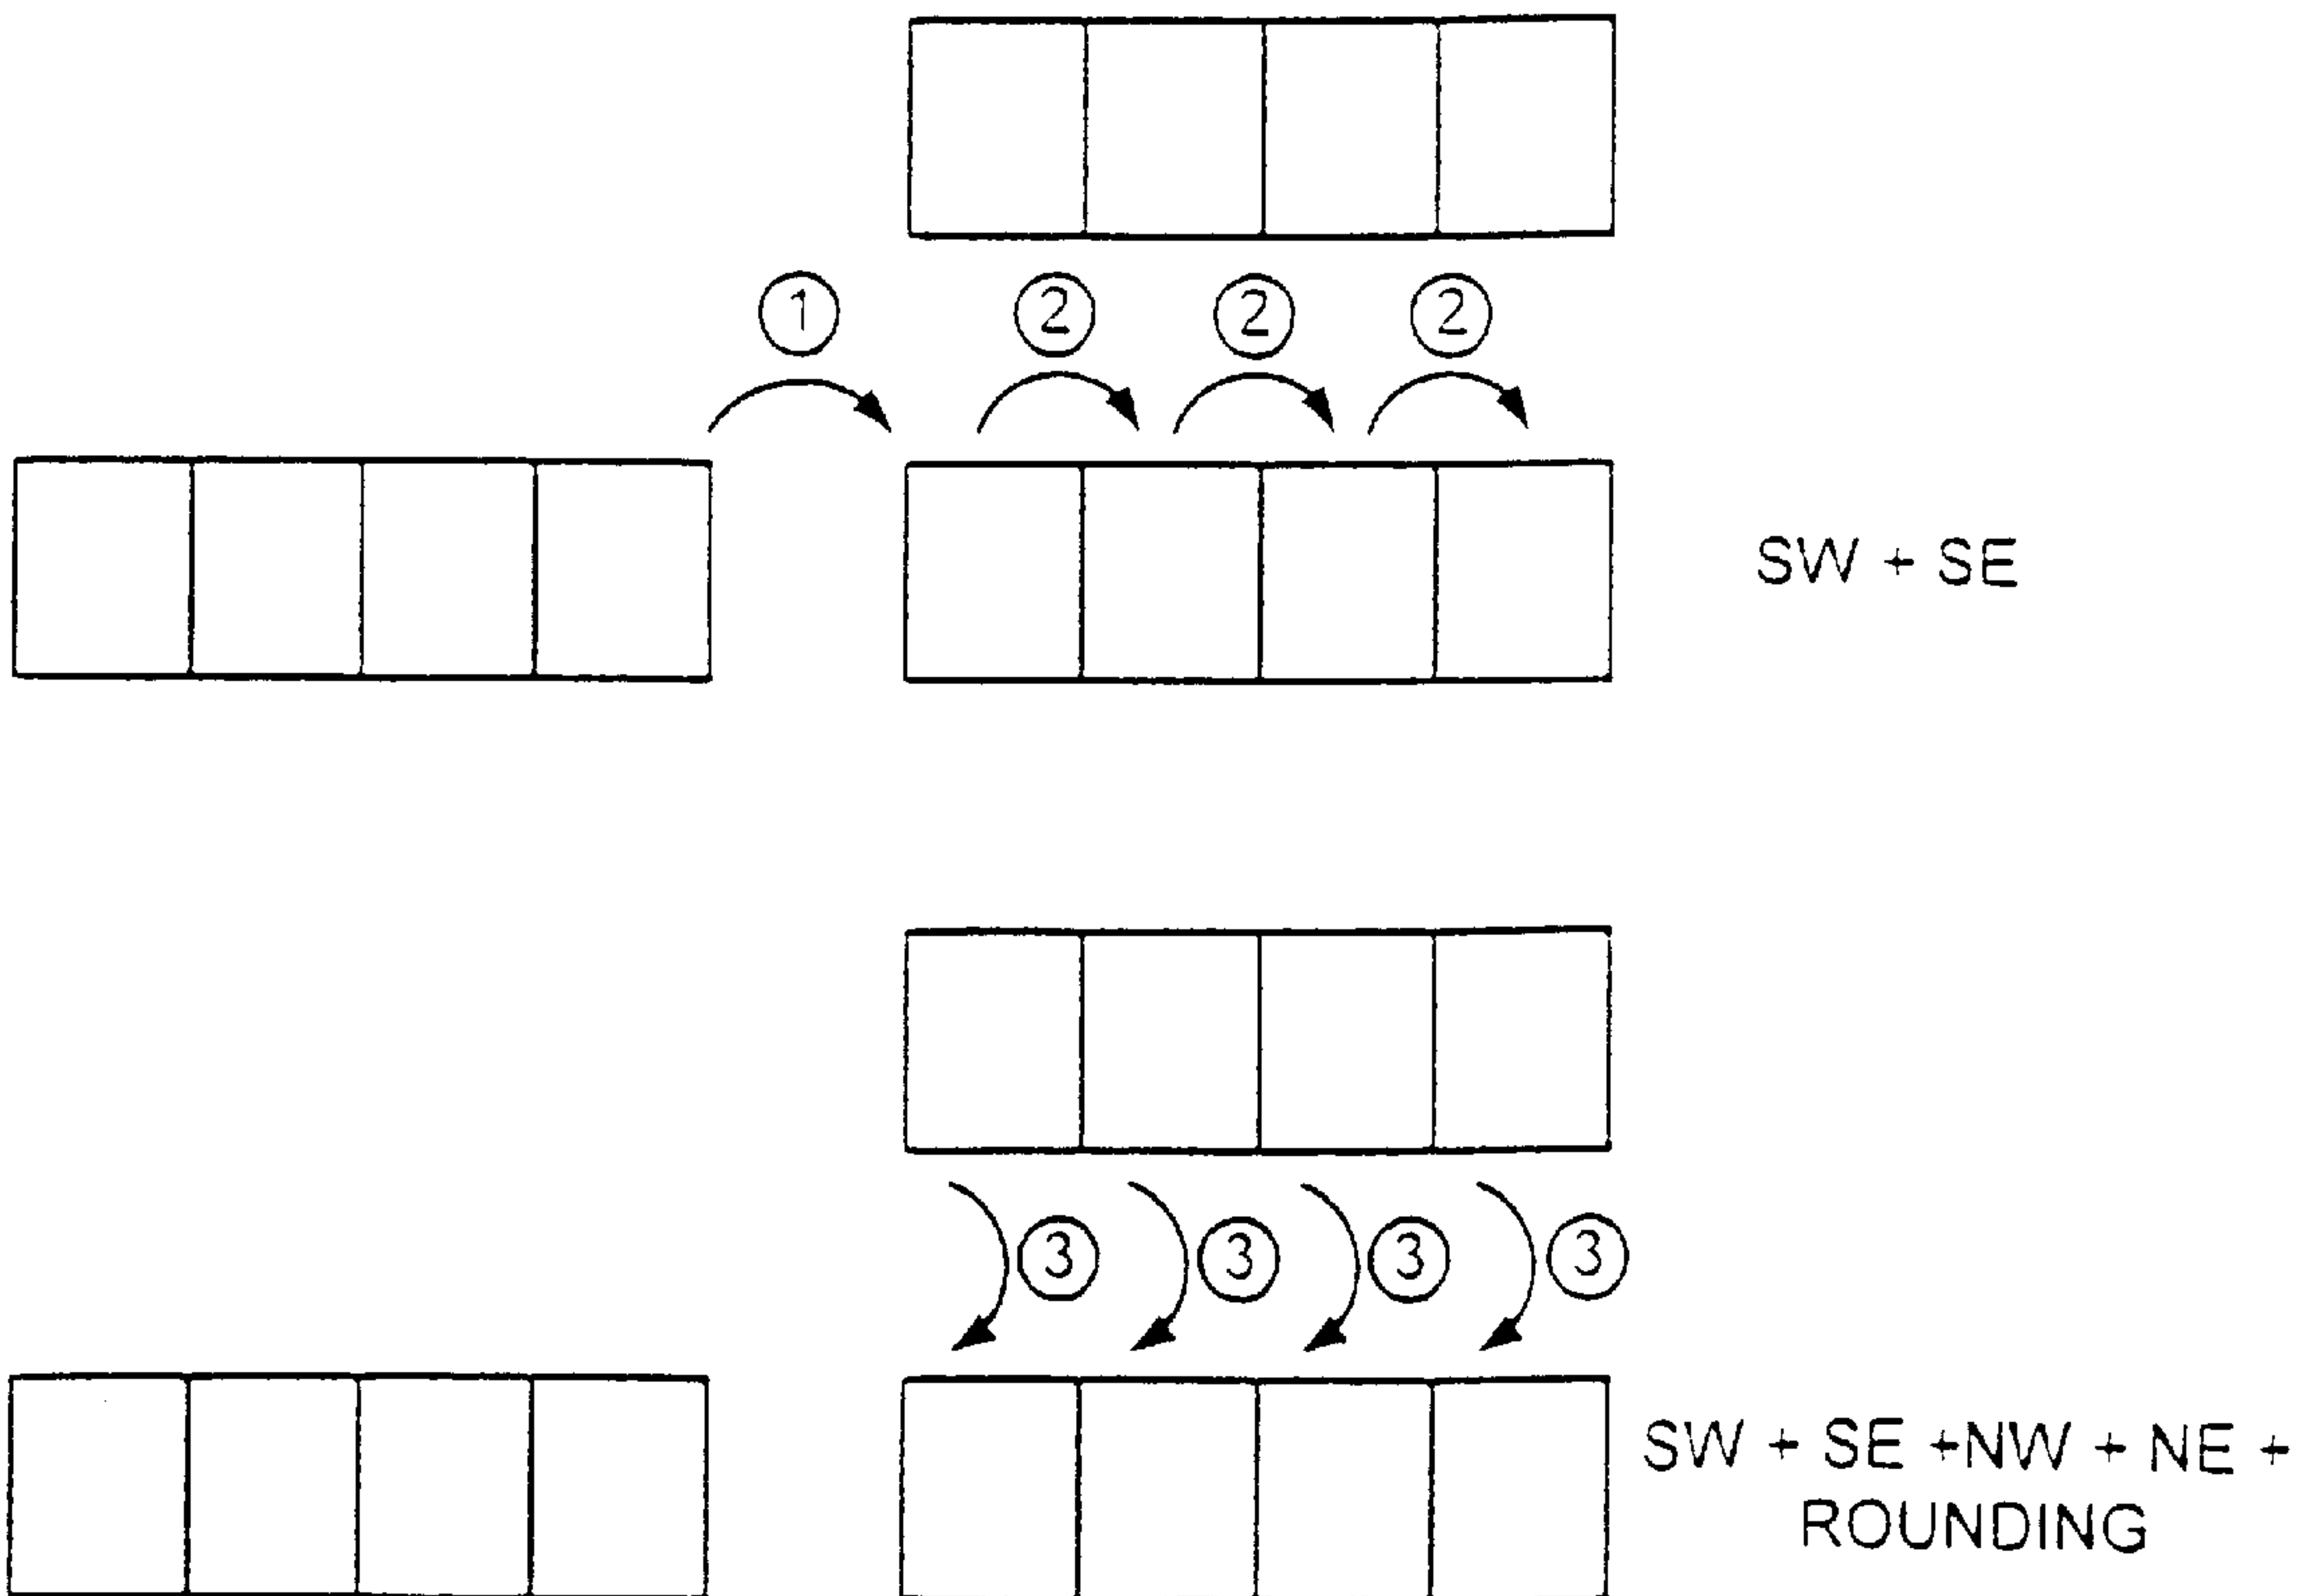 1 2 2 2
SW + SE
3 3 3 3
SW + SE +NW + NE +
ROUNDING